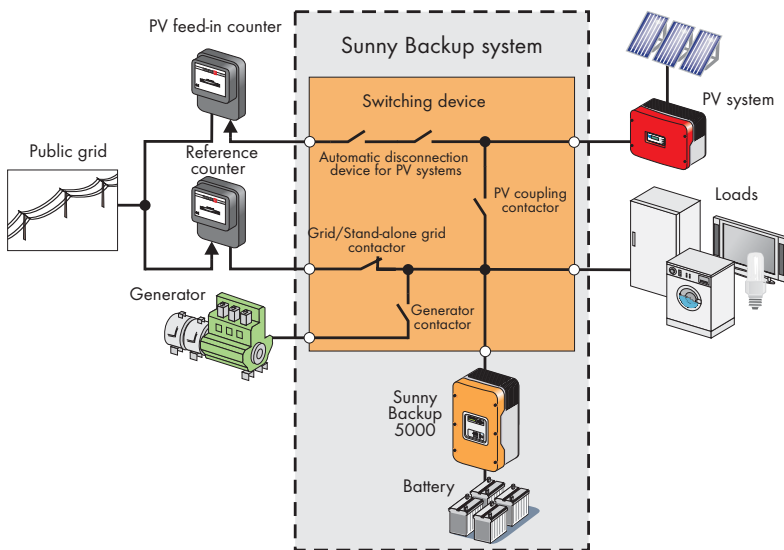 PV feed-in counter
Sunny Backup system
Switching device
PV system
Public grid
Reference
counter
Automatic disconnection
device for PV systems
PV coupling
contactor
Loads
Grid/Stand-alone grid
contactor
Generator
Generator
contactor
Sunny
Backup
5000
Battery